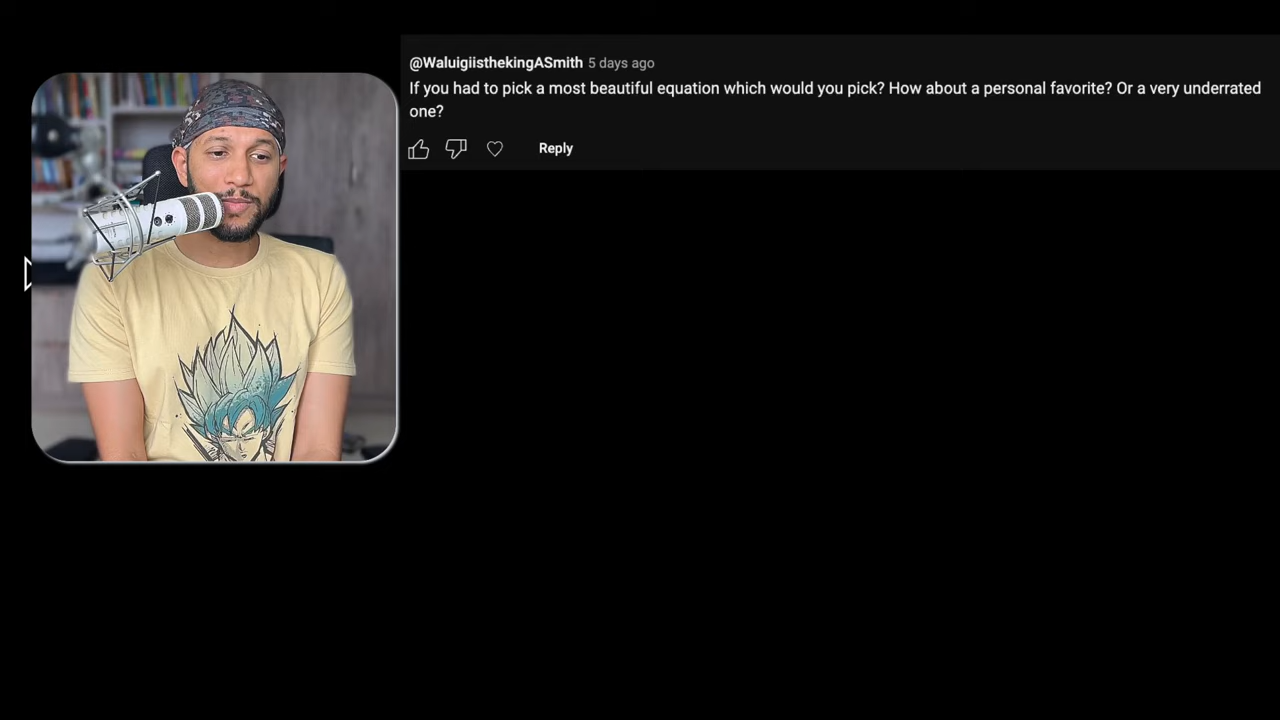 @WaluigiisthekingASmith 5 days ago
If you had to pick a most beautiful equation which would you pick? How about a personal favorite? Or a very underrated
one?
Reply